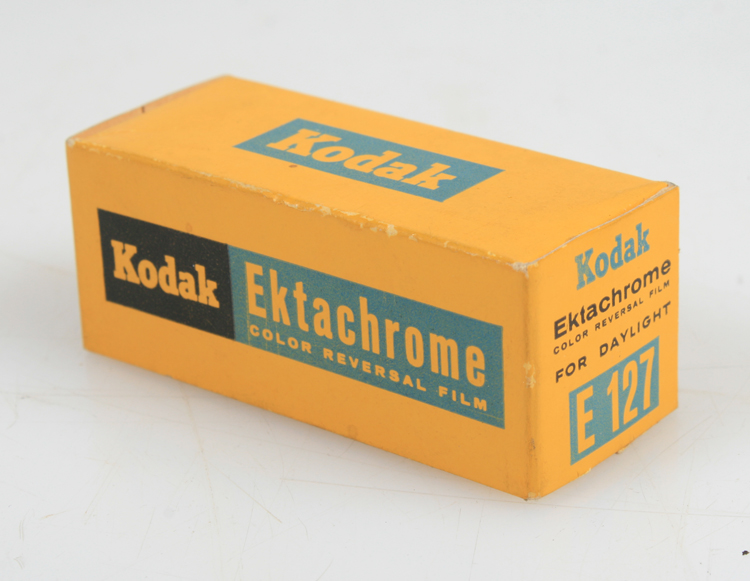 Kodak
Kodak
Ektachrome
COLOR REVERSAL FILM
Kodak
Ektachrome
COLOR REVERSAL FILM
FOR DAYLIGHT
E 127